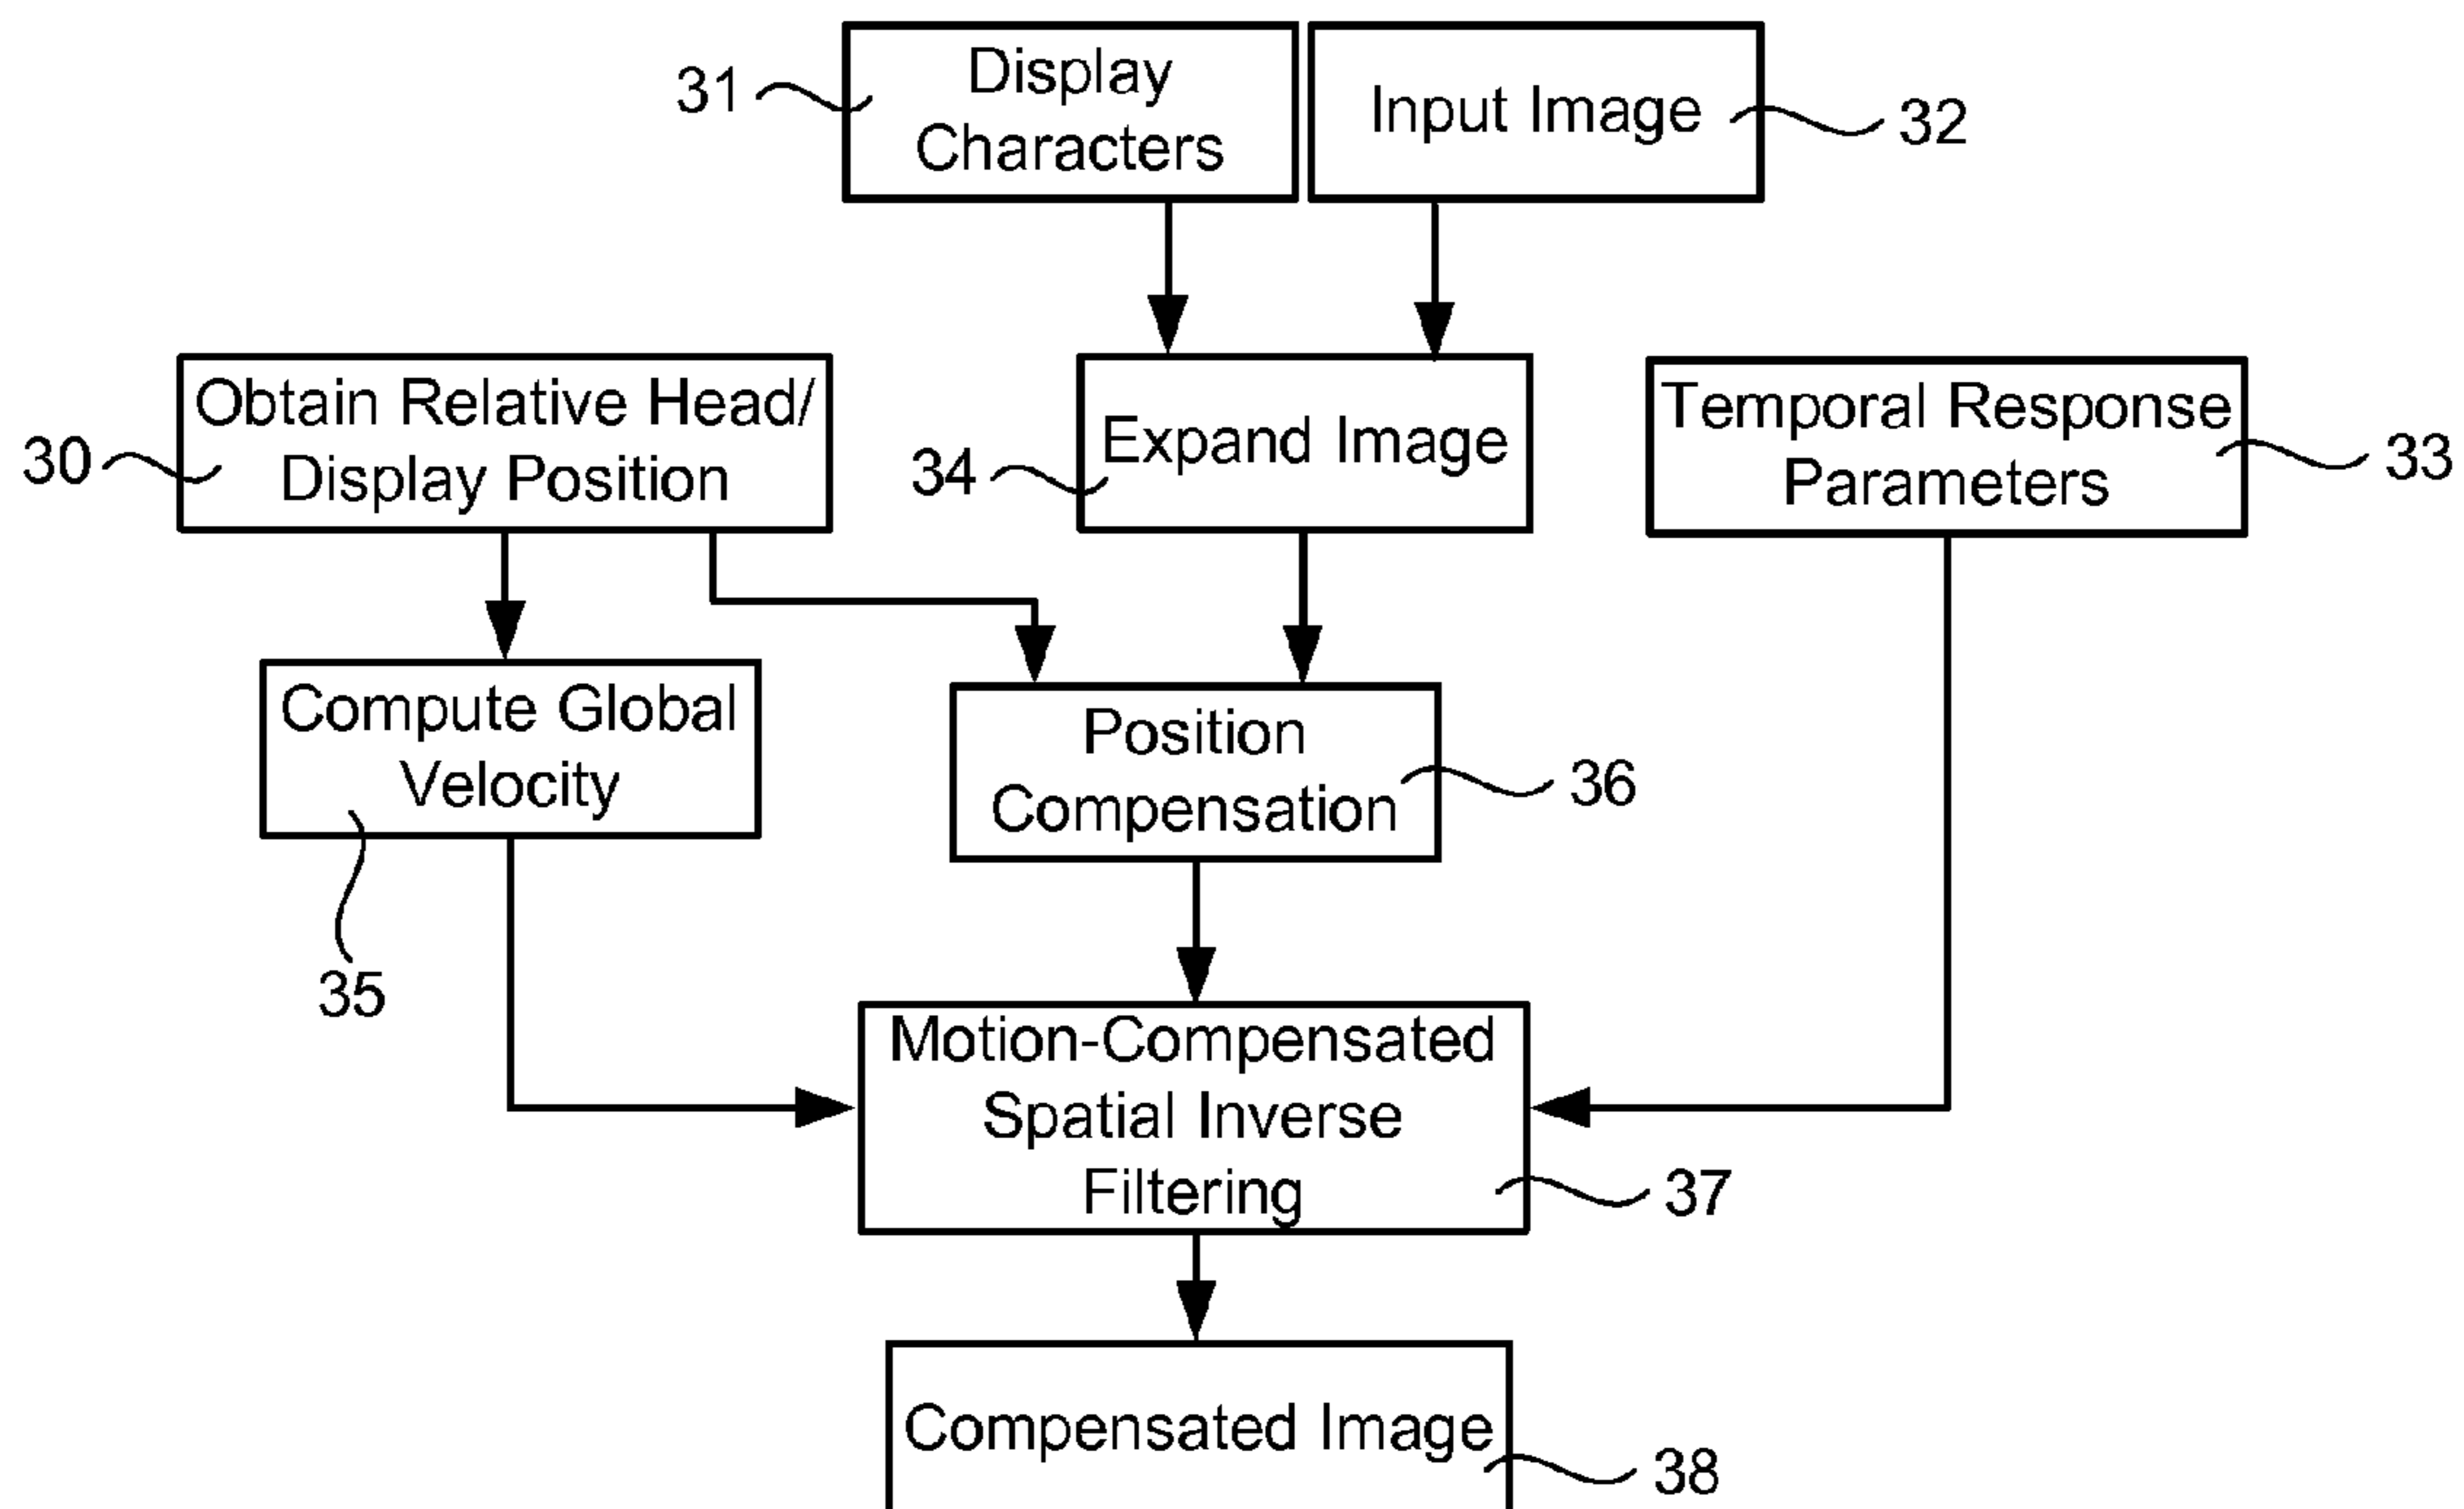 31
Display
Characters
Input Image
32
30
Obtain Relative Head/
Display Position
34
Expand Image
Temporal Response
Parameters
33
Compute Global
Velocity
35
Position
Compensation
36
Motion-Compensated
Spatial Inverse
Filtering
37
Compensated Image
38